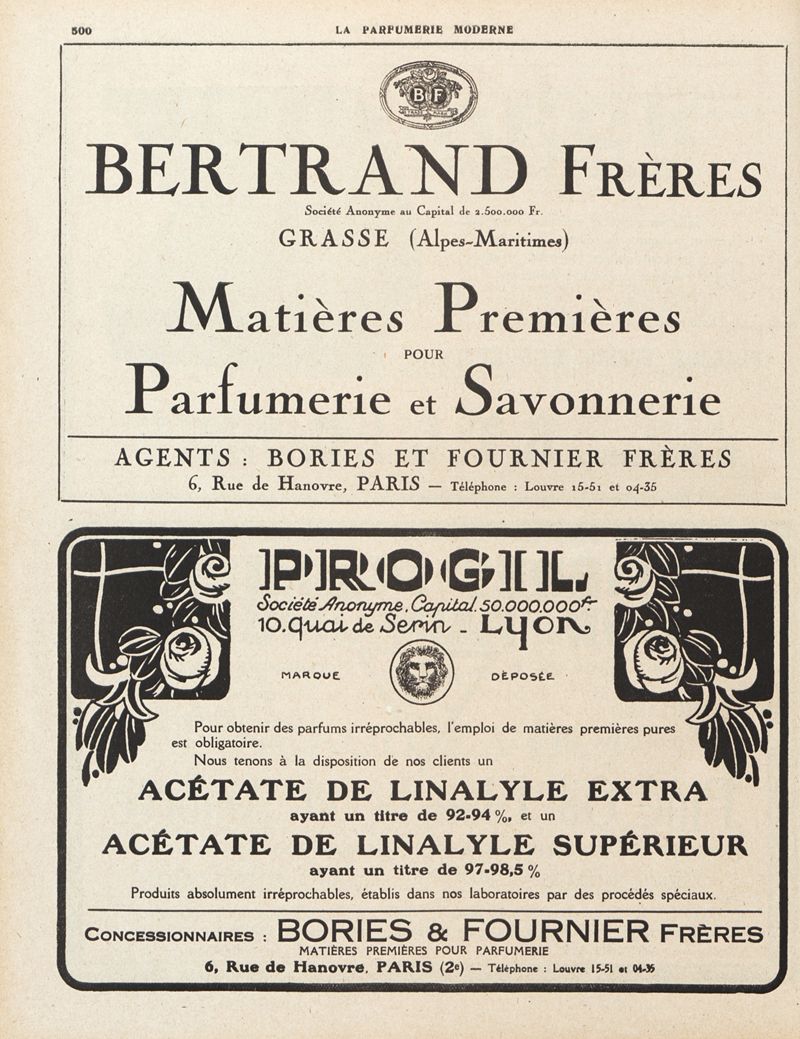 500
LA PARFUMERIE MODERNE
B F
BERTRAND FRÈRES
Société Anonyme au Capital de 2.500.000 Fr.
GRASSE (Alpes-Maritimes)
Matières Premières
POUR
Parfumerie et Savonnerie
AGENTS : BORIES ET FOURNIER FRÈRES
6, Rue de Hanovre, PARIS — Téléphone : Louvre 15-51 et 04-35
PROGIL
Société Anonyme, Capital. 50.000.000 fr
10. quai de Serin - Lyon
MARQUE DÉPOSÉE
Pour obtenir des parfums irréprochables, l'emploi de matières premières pures
est obligatoire.
Nous tenons à la disposition de nos clients un
ACÉTATE DE LINALYLE EXTRA
ayant un titre de 92-94 %, et un
ACÉTATE DE LINALYLE SUPÉRIEUR
ayant un titre de 97-98,5 %
Produits absolument irréprochables, établis dans nos laboratoires par des procédés spéciaux.
CONCESSIONNAIRES : BORIES & FOURNIER FRÈRES
MATIÈRES PREMIÈRES POUR PARFUMERIE
6, Rue de Hanovre, PARIS (2e) — Téléphone : Louvre 15-51 et 04-35